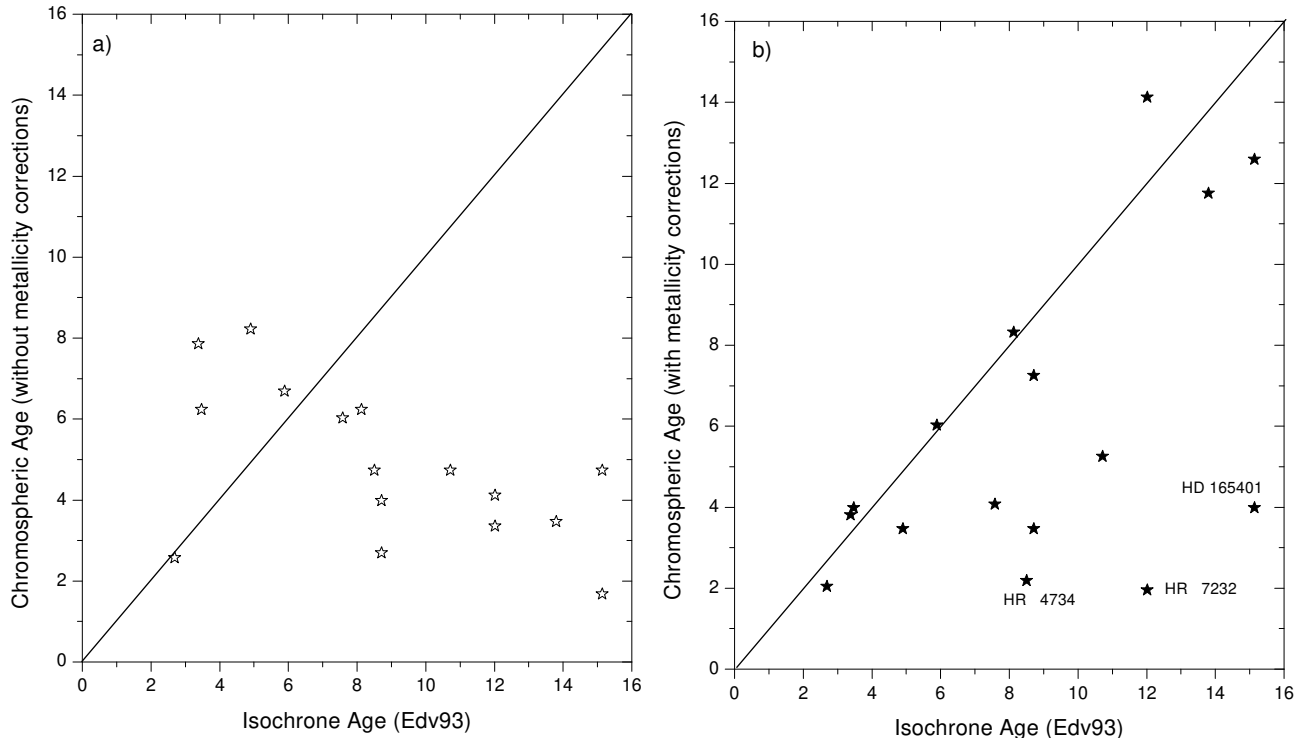 a)
Chromospheric Age (without metallicity corrections)
16
14
12
10
8
6
4
2
0
0 2 4 6 8 10 12 14 16
Isochrone Age (Edv93)
b)
Chromospheric Age (with metallicity corrections)
16
14
12
10
8
6
4
2
0
HD 165401
HR 4734
HR 7232
0 2 4 6 8 10 12 14 16
Isochrone Age (Edv93)